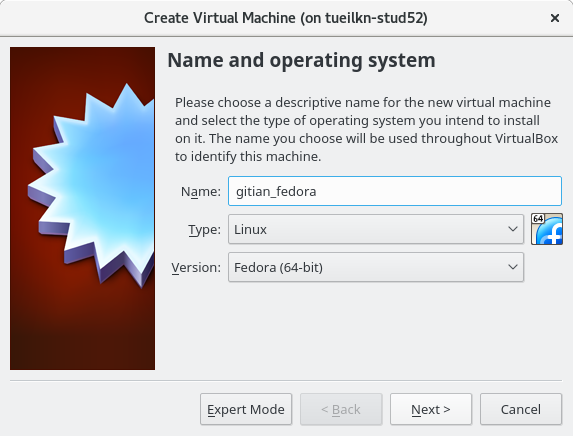 Create Virtual Machine (on tueilkn-stud52)
Name and operating system
Please choose a descriptive name for the new virtual machine
and select the type of operating system you intend to install
on it. The name you choose will be used throughout VirtualBox
to identify this machine.
Name: gitian_fedora
Type: Linux
64
Version: Fedora (64-bit)
Expert Mode
< Back
Next >
Cancel